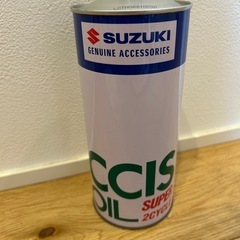 SUZUKI
GENUINE ACCESSORIES
CCIS
OIL
SUPER
2CYCLE